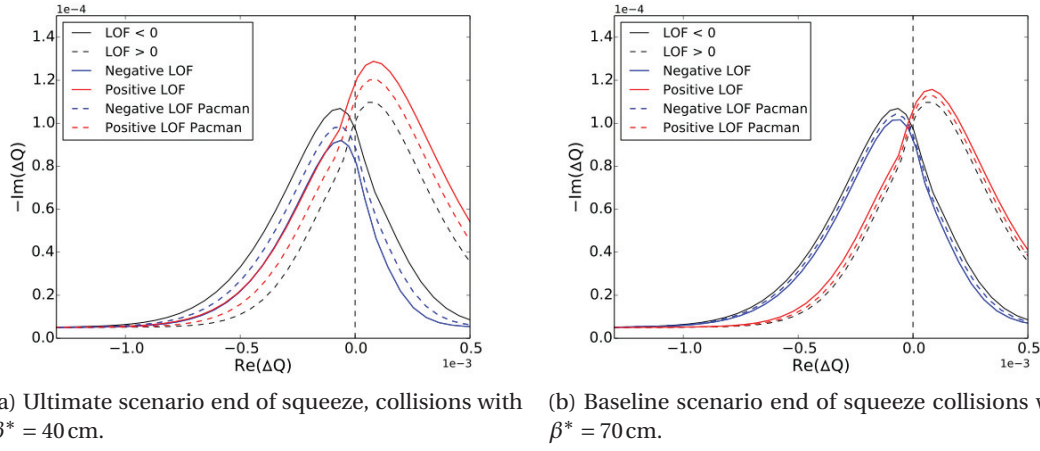 1e−4
1.4
1.2
1.0
0.8
0.6
0.4
0.2
0.0
−Im(ΔQ)
LOF < 0
LOF > 0
Negative LOF
Positive LOF
Negative LOF Pacman
Positive LOF Pacman
−1.0 −0.5 0.0 0.5
Re(ΔQ) 1e−3
a) Ultimate scenario end of squeeze, collisions with
β* = 40 cm.
1e−4
1.4
1.2
1.0
0.8
0.6
0.4
0.2
0.0
−Im(ΔQ)
LOF < 0
LOF > 0
Negative LOF
Positive LOF
Negative LOF Pacman
Positive LOF Pacman
−1.0 −0.5 0.0 0.5
Re(ΔQ) 1e−3
(b) Baseline scenario end of squeeze collisions
β* = 70 cm.